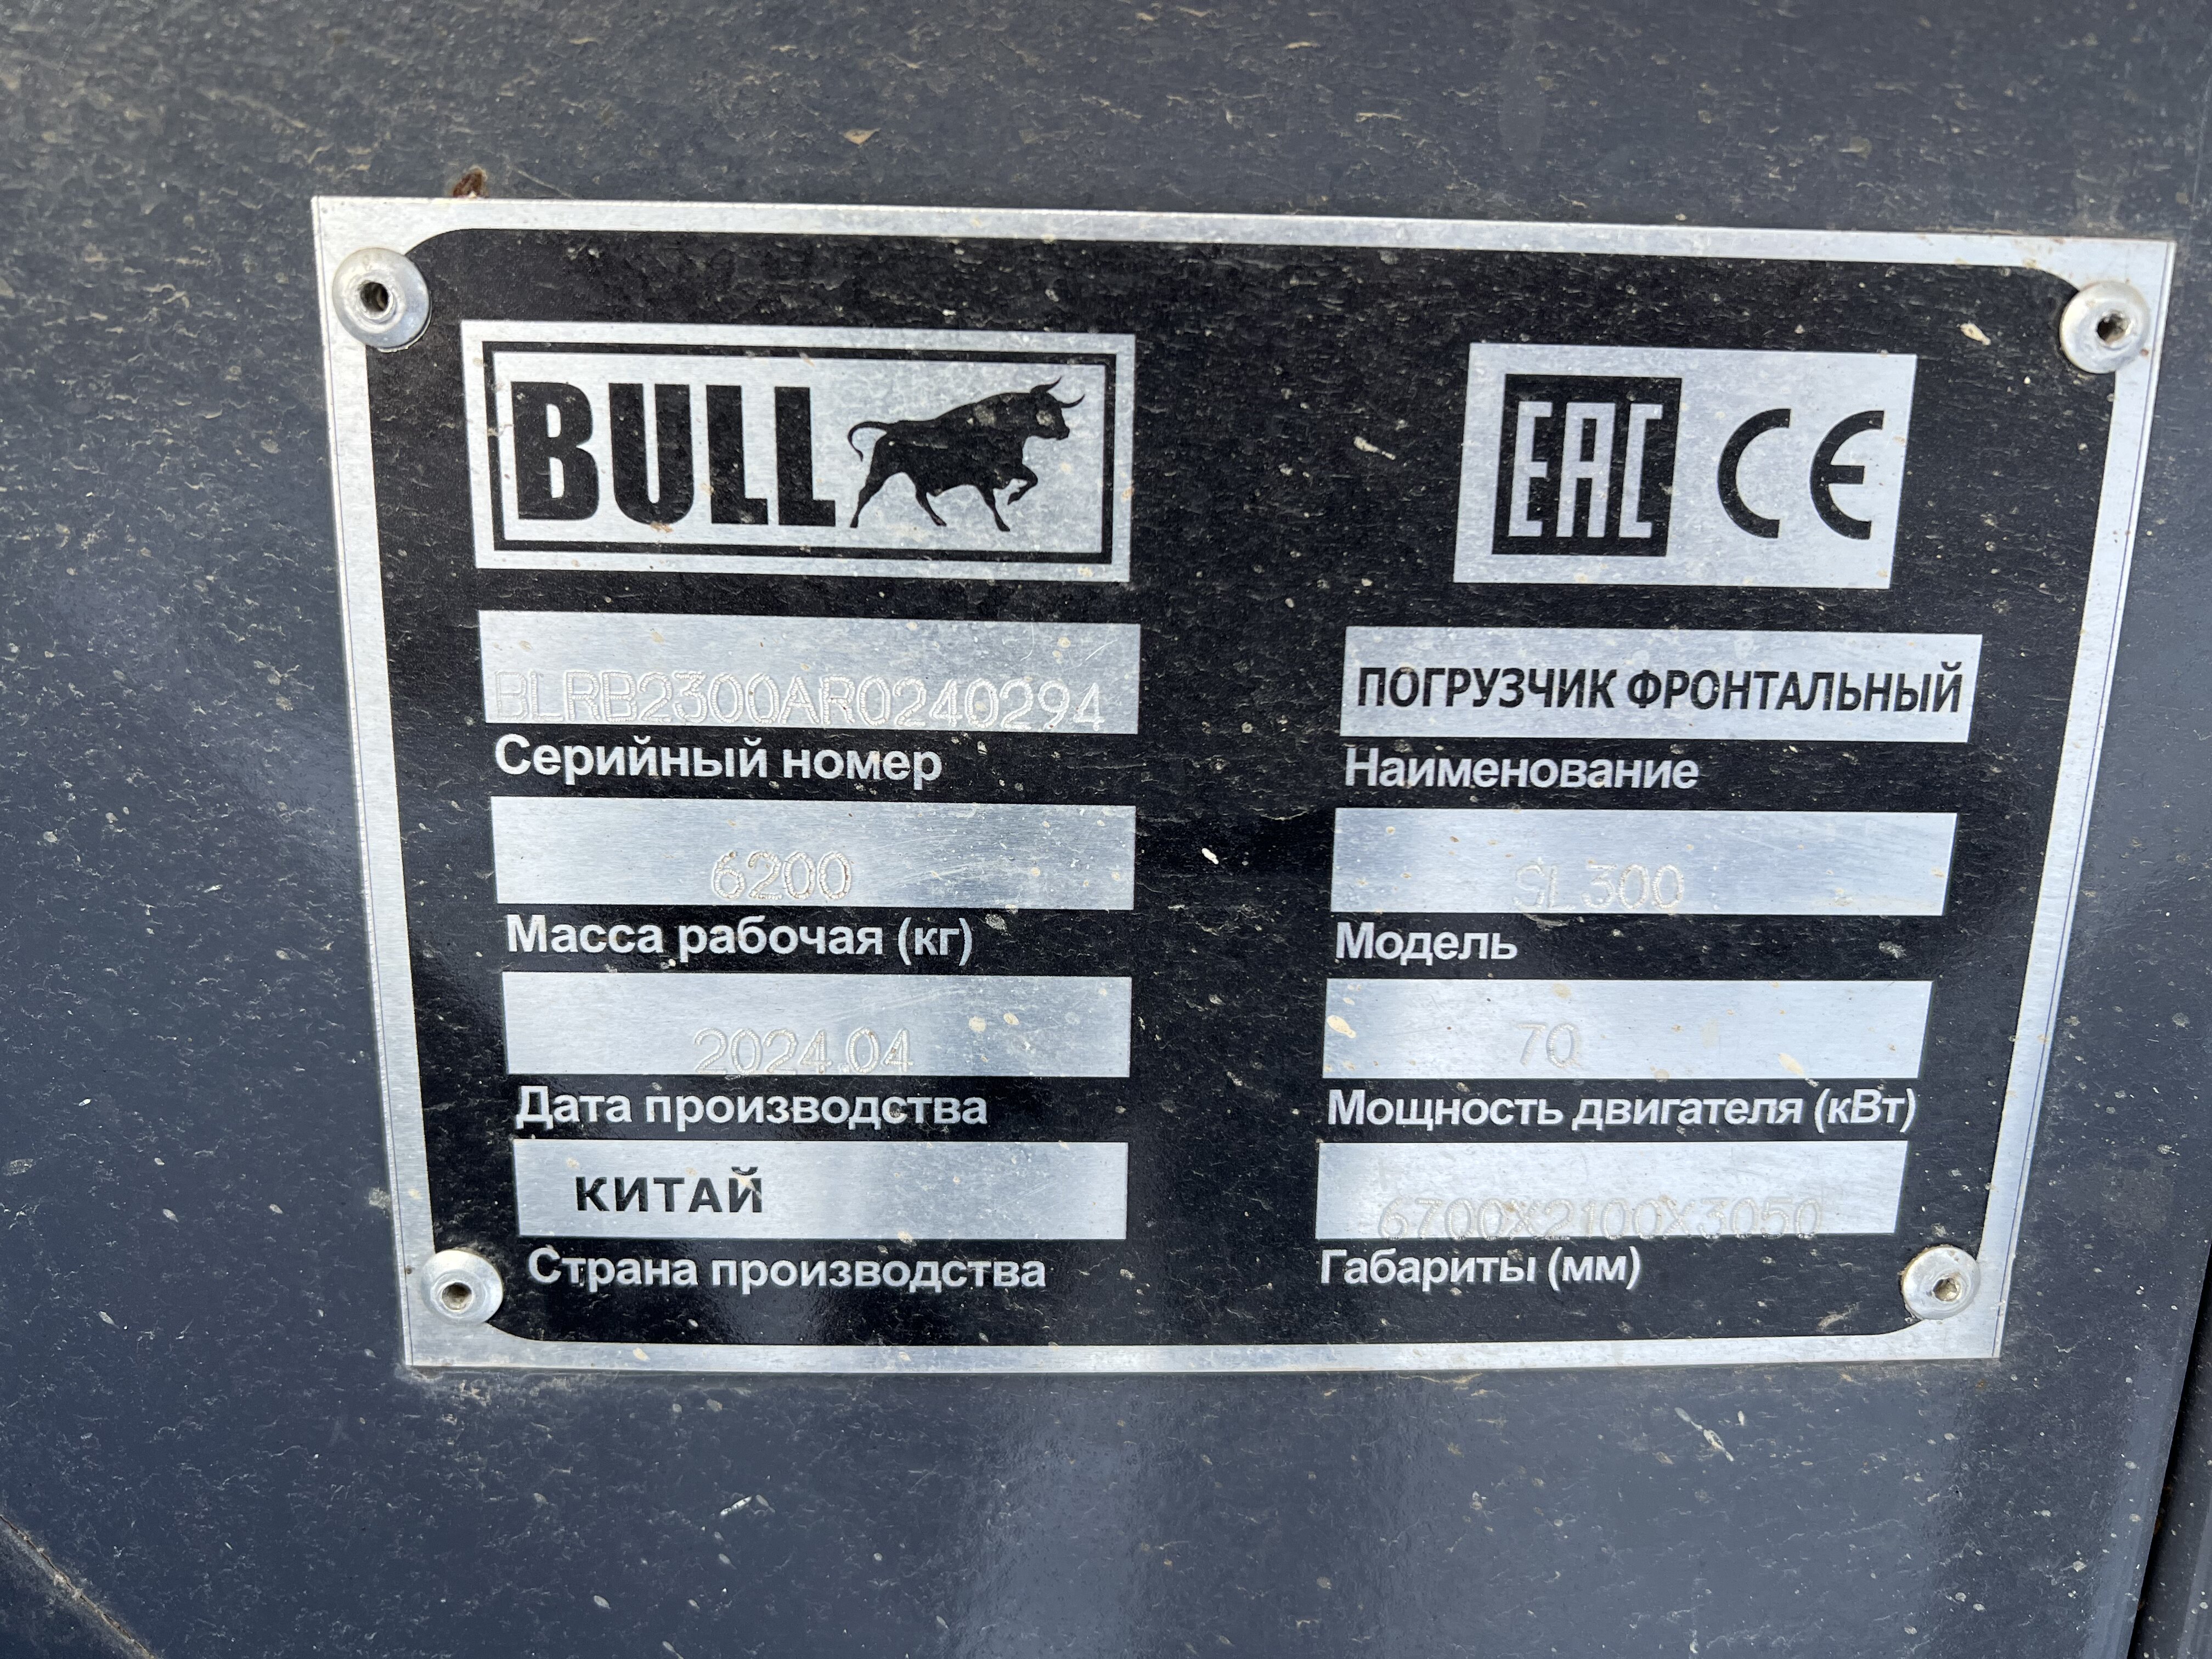 BULL
EAC CE
BLRB2300AR0240294
Серийный номер
ПОГРУЗЧИК ФРОНТАЛЬНЫЙ
Наименование
6200
Масса рабочая (кг)
SL300
Модель
2024.04
Дата производства
70
Мощность двигателя (кВт)
КИТАЙ
Страна производства
6700X2100X3050
Габариты (мм)